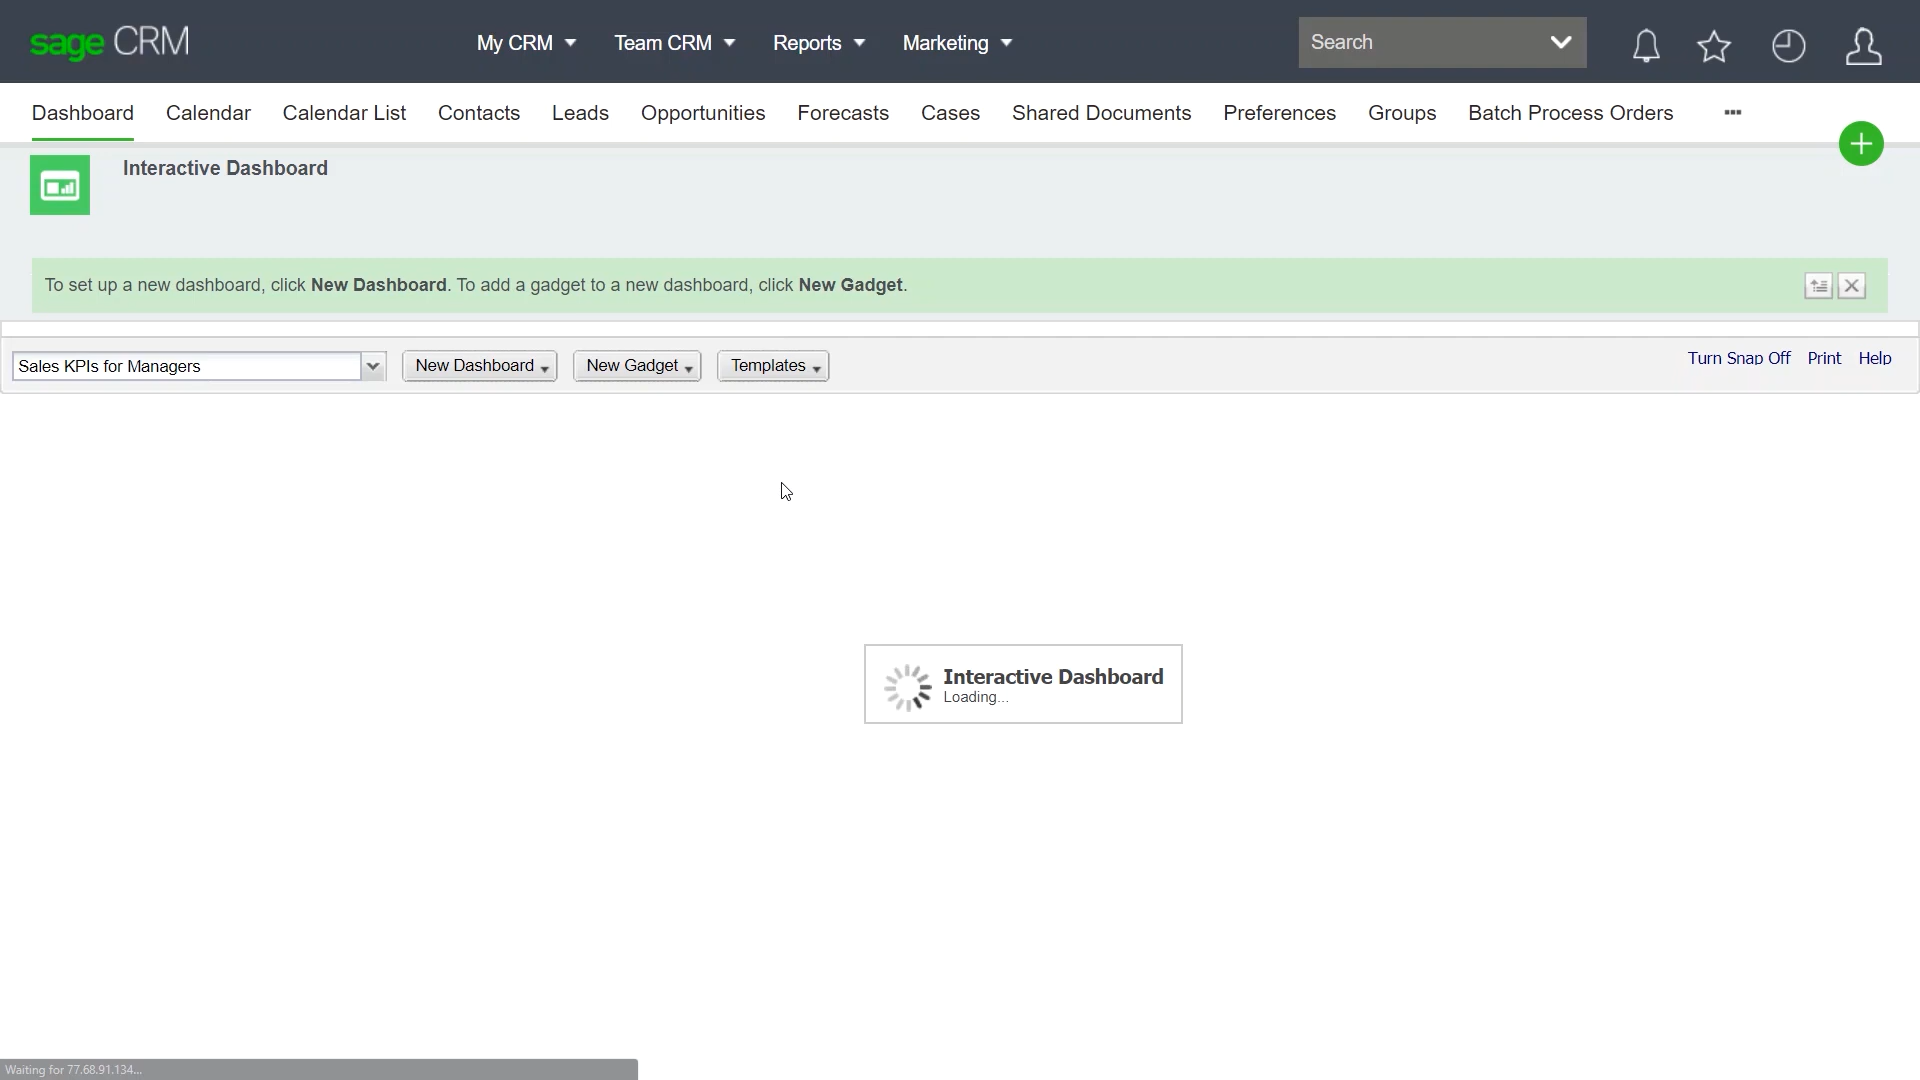 sage CRM
My CRM
Team CRM
Reports
Marketing
Search
Dashboard
Calendar
Calendar List
Contacts
Leads
Opportunities
Forecasts
Cases
Shared Documents
Preferences
Groups
Batch Process Orders
Interactive Dashboard
To set up a new dashboard, click New Dashboard. To add a gadget to a new dashboard, click New Gadget.
Sales KPIs for Managers
New Dashboard
New Gadget
Templates
Turn Snap Off
Print
Help
Interactive Dashboard
Loading...
Waiting for 77.68.91.134...